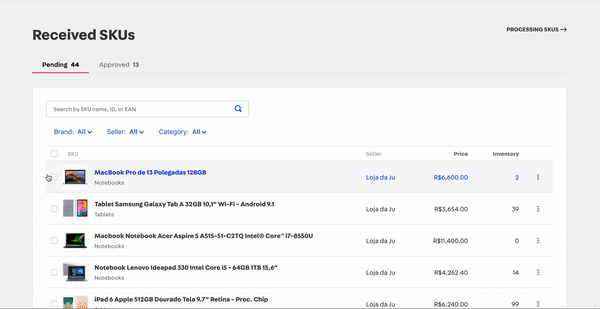 Received SKUs
PROCESSING SKUS →
Pending 44 Approved 13
Search by SKU name, ID, or EAN
Brand: All Seller: All Category: All
SKU Seller Price Inventory
MacBook Pro de 13 Polegadas 128GB
Notebooks
Loja da Ju R$6,600.00 2
Tablet Samsung Galaxy Tab A 32GB 10,1" Wi-Fi - Android 9.1
Tablets
Loja da Ju R$3,654.00 39
Macbook Notebook Acer Aspire 5 A515-51-C2TQ Intel® Core™ i7-8550U
Notebooks
Loja da Ju R$11,400.00 0
Notebook Lenovo Ideapad 330 Intel Core i5 - 64GB 1TB 15,6"
Notebooks
Loja da Ju R$4,262.40 14
iPad 6 Apple 512GB Dourado Tela 9.7" Retina - Proc. Chip
Tablets
Loja da Ju R$6,240.00 99